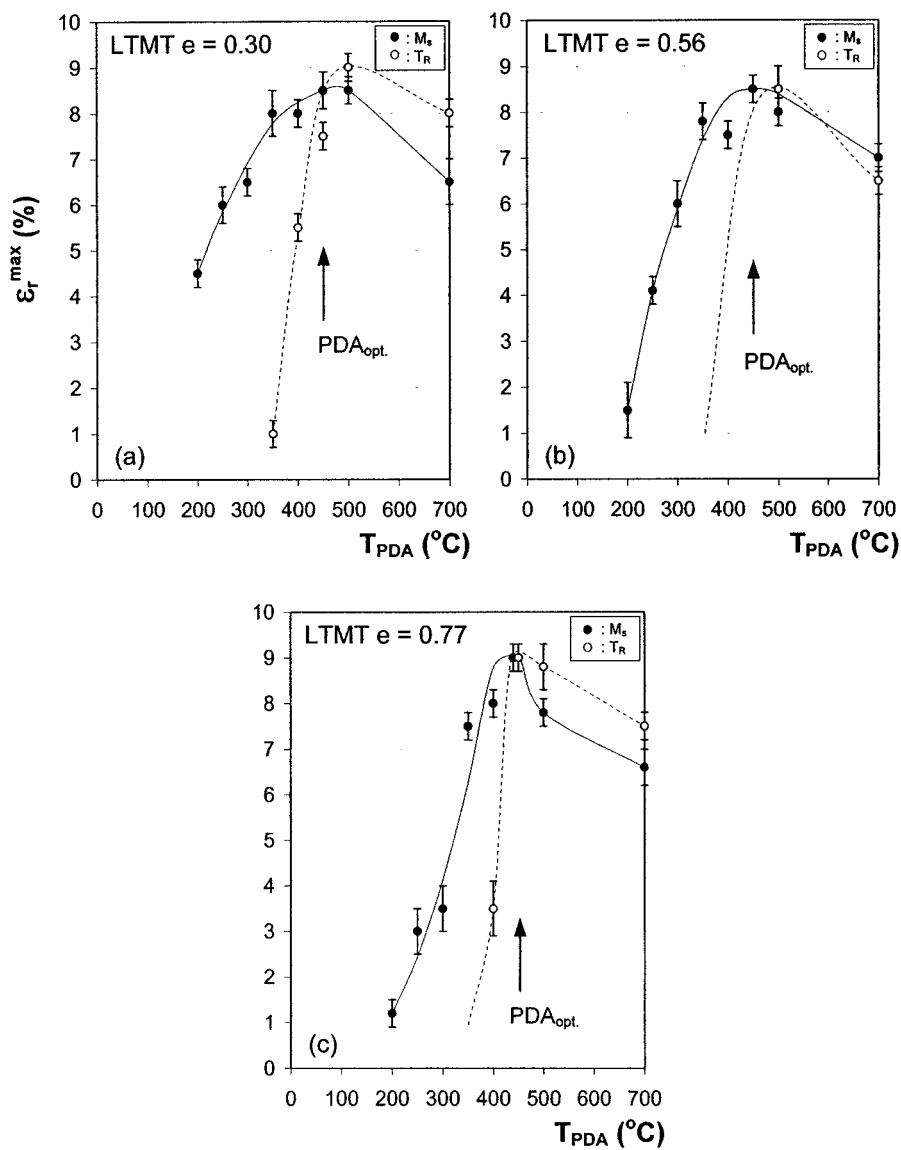 LTMT e = 0.30
● : Ms
○ : TR
10
9
8
7
6
5
4
3
2
1
0
εr^max (%)
PDAopt.
(a)
0 100 200 300 400 500 600 700
TPDA (°C)
LTMT e = 0.56
● : Ms
○ : TR
10
9
8
7
6
5
4
3
2
1
0
PDAopt.
(b)
0 100 200 300 400 500 600 700
TPDA (°C)
LTMT e = 0.77
● : Ms
○ : TR
10
9
8
7
6
5
4
3
2
1
0
PDAopt.
(c)
0 100 200 300 400 500 600 700
TPDA (°C)